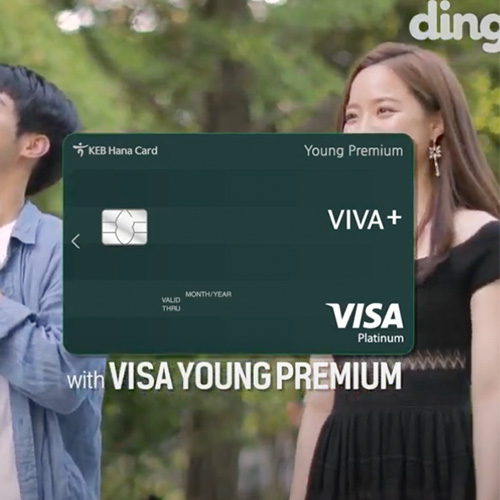 ding
KEB Hana Card
Young Premium
VIVA+
MONTH/YEAR
VALID
THRU
VISA
Platinum
with VISA YOUNG PREMIUM